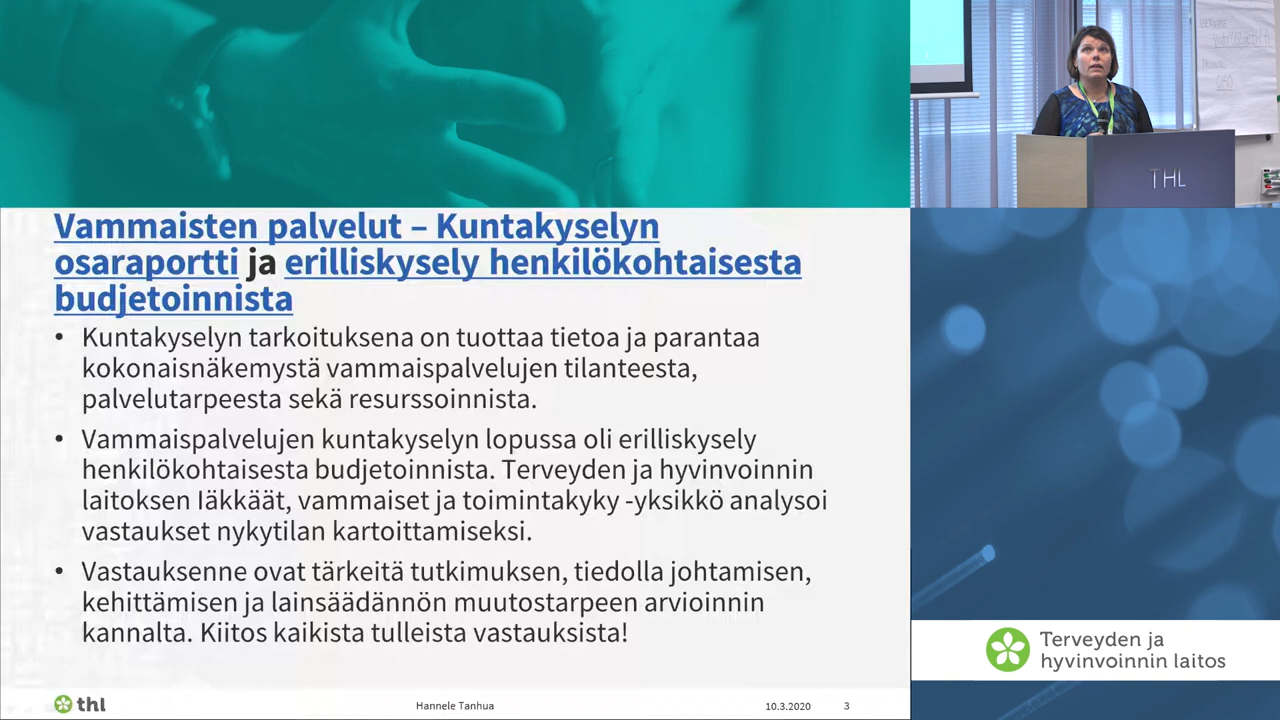 Vammaisten palvelut – Kuntakyselyn
osaraportti ja erilliskysely henkilökohtaisesta
budjetoinnista
• Kuntakyselyn tarkoituksena on tuottaa tietoa ja parantaa
kokonaisnäkemystä vammaispalvelujen tilanteesta,
palvelutarpeesta sekä resurssoinnista.
• Vammaispalvelujen kuntakyselyn lopussa oli erilliskysely
henkilökohtaisesta budjetoinnista. Terveyden ja hyvinvoinnin
laitoksen Iäkkäät, vammaiset ja toimintakyky -yksikkö analysoi
vastaukset nykytilan kartoittamiseksi.
• Vastauksenne ovat tärkeitä tutkimuksen, tiedolla johtamisen,
kehittämisen ja lainsäädännön muutostarpeen arvioinnin
kannalta. Kiitos kaikista tulleista vastauksista!
thl
Hannele Tanhua
10.3.2020
3
THL
Terveyden ja
hyvinvoinnin laitos